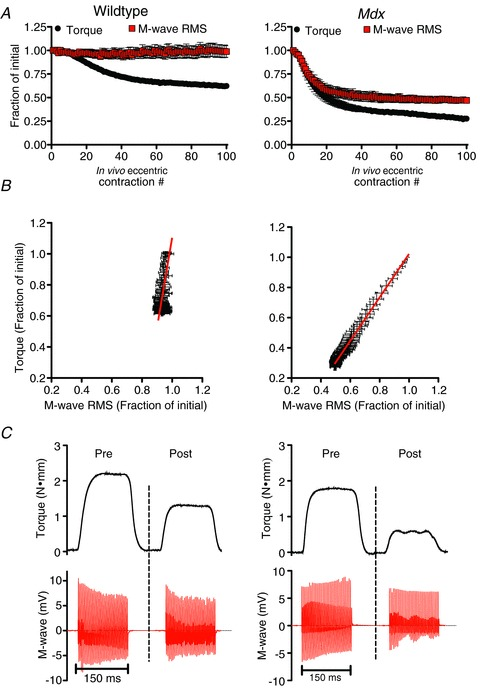 A
Wildtype
Mdx
Torque
M-wave RMS
Torque
M-wave RMS
Fraction of initial
1.25
1.00
0.75
0.50
0.25
0.00
0 20 40 60 80 100
In vivo eccentric
contraction #
1.25
1.00
0.75
0.50
0.25
0.00
0 20 40 60 80 100
In vivo eccentric
contraction #
B
Torque (Fraction of initial)
1.2
1.0
0.8
0.6
0.4
0.2
0.2 0.4 0.6 0.8 1.0 1.2
M-wave RMS (Fraction of initial)
1.2
1.0
0.8
0.6
0.4
0.2
0.2 0.4 0.6 0.8 1.0 1.2
M-wave RMS (Fraction of initial)
C
Torque (N•mm)
3
2
1
0
Pre
Post
Torque (N•mm)
3
2
1
0
Pre
Post
M-wave (mV)
10
5
0
-5
-10
150 ms
M-wave (mV)
10
5
0
-5
-10
150 ms